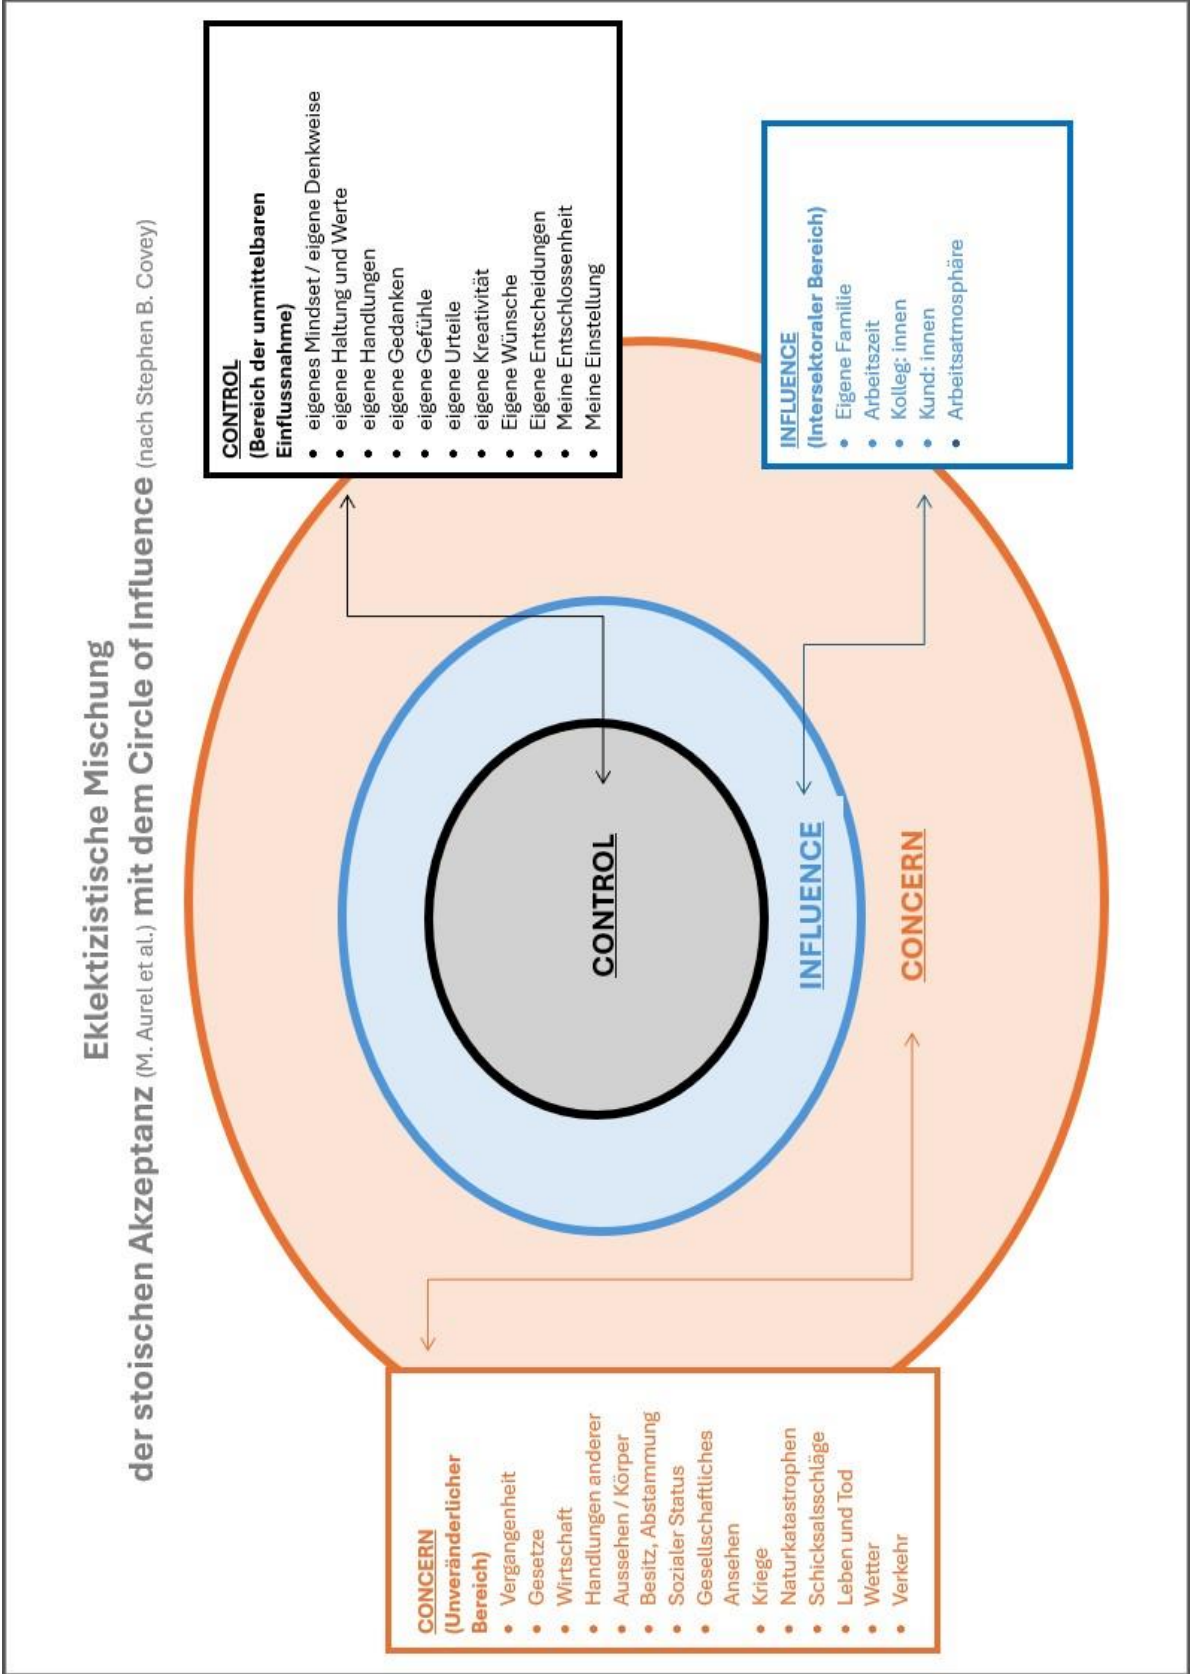 Eklektizistische Mischung
der stoischen Akzeptanz (M. Aurel et al.) mit dem Circle of Influence (nach Stephen B. Covey)
CONTROL
(Bereich der unmittelbaren
Einflussnahme)
• eigenes Mindset / eigene Denkweise
• eigene Haltung und Werte
• eigene Handlungen
• eigene Gedanken
• eigene Gefühle
• eigene Urteile
• eigene Kreativität
• Eigene Wünsche
• Eigene Entscheidungen
• Meine Entschlossenheit
• Meine Einstellung
CONCERN
(Unveränderlicher
Bereich)
• Vergangenheit
• Gesetze
• Wirtschaft
• Handlungen anderer
• Aussehen / Körper
• Besitz, Abstammung
• Sozialer Status
• Gesellschaftliches
Ansehen
• Kriege
• Naturkatastrophen
• Schicksalsschläge
• Leben und Tod
• Wetter
• Verkehr
CONTROL
INFLUENCE
CONCERN
INFLUENCE
(Intersektoraler Bereich)
• Eigene Familie
• Arbeitszeit
• Kolleg: innen
• Kund: innen
• Arbeitsatmosphäre